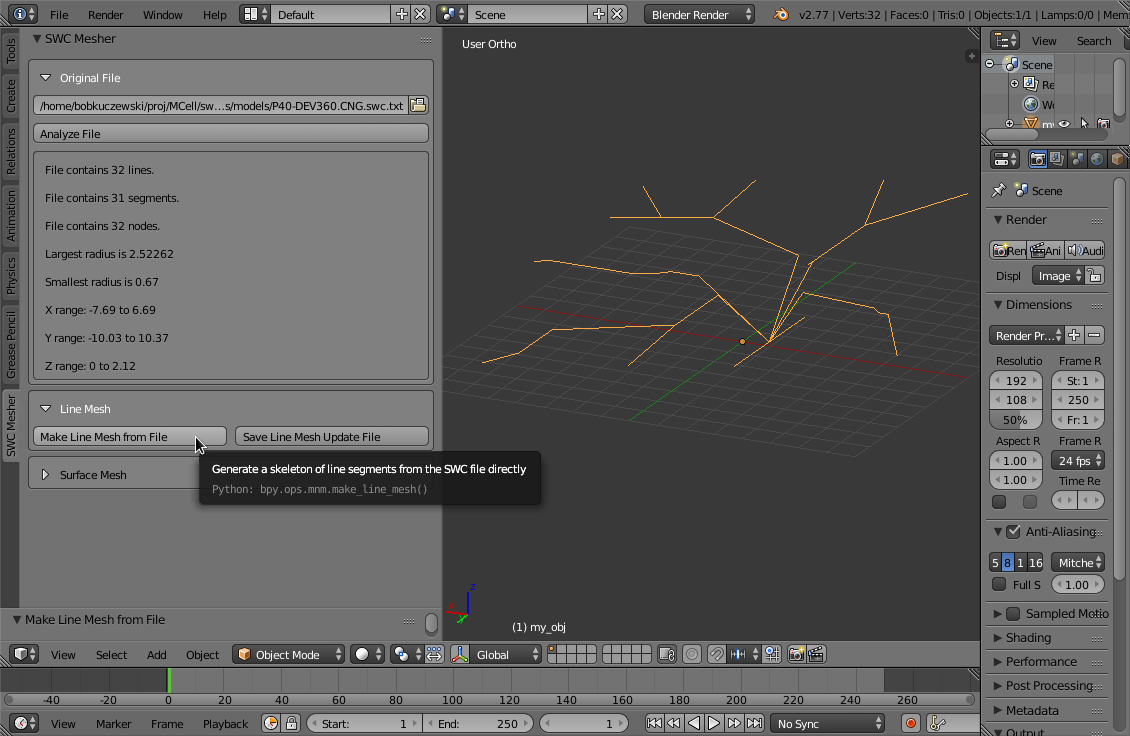 File Render Window Help Default Scene Blender Render v2.77 | Verts:32 | Faces:0 | Tris:0 | Objects:1/1 | Lamps:0/0 | Mem
Tools
Create
Relations
Animation
Physics
Grease Pencil
SWC Mesher
SWC Mesher
Original File
/home/bobkuczewski/proj/MCell/sw...s/models/P40-DEV360.CNG.swc.txt
Analyze File
File contains 32 lines.
File contains 31 segments.
File contains 32 nodes.
Largest radius is 2.52262
Smallest radius is 0.67
X range: -7.69 to 6.69
Y range: -10.03 to 10.37
Z range: 0 to 2.12
Line Mesh
Make Line Mesh from File Save Line Mesh Update File
Surface Mesh
Generate a skeleton of line segments from the SWC file directly
Python: bpy.ops.mnm.make_line_mesh()
Make Line Mesh from File
User Ortho
z
x
y
(1) my_obj
View Search
Scene
Re
Wo
my
Scene
Render
Ren Ani Audi
Displ Image
Dimensions
Render Pr...
Resolutio Frame R
192 St: 1
108 250
50% Fr: 1
Aspect R Frame R
1.00 24 fps
1.00 Time Re
Anti-Aliasing
5 8 1 16 Mitche
Full S 1.00
Sampled Motio
Shading
Performance
Post Processing
Metadata
Output
View Select Add Object Object Mode Global
-40 -20 0 20 40 60 80 100 120 140 160 180 200 220 240 260
View Marker Frame Playback Start: 1 End: 250 1 No Sync